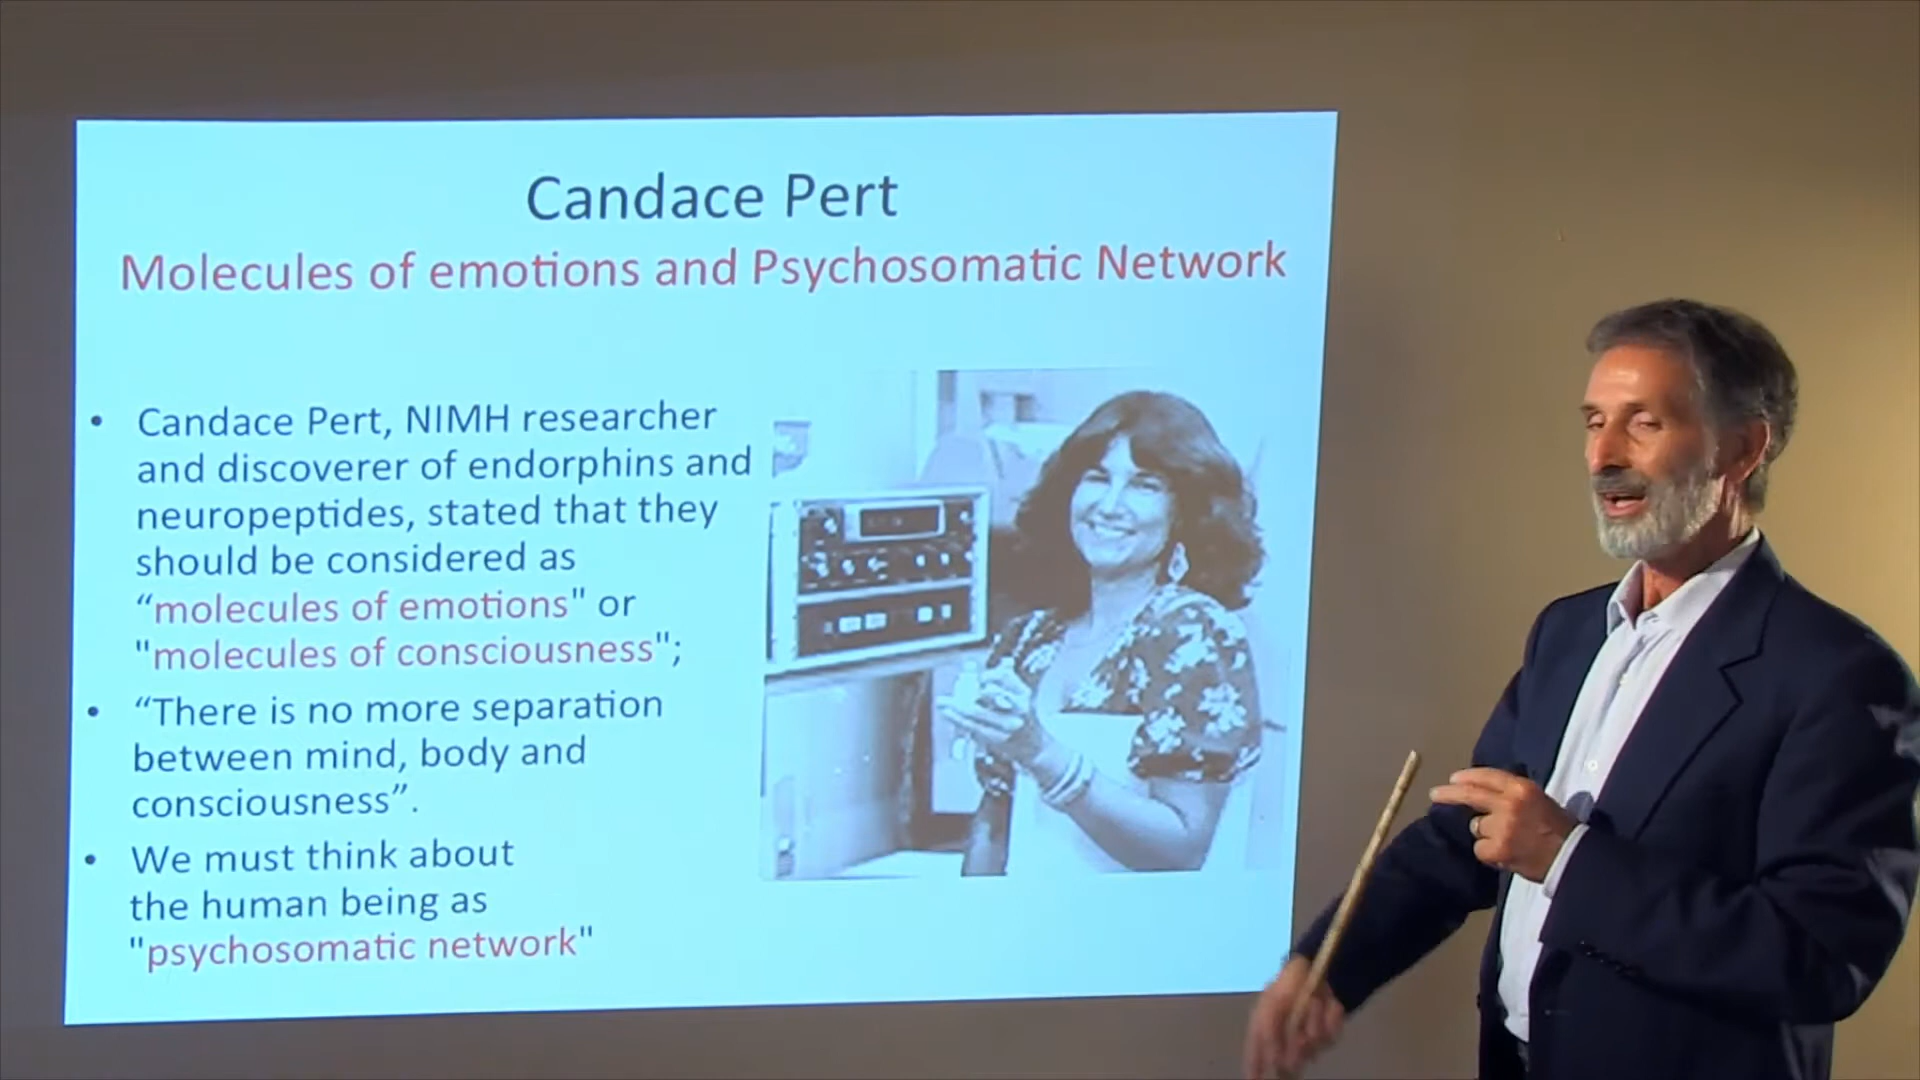 Candace Pert
Molecules of emotions and Psychosomatic Network
• Candace Pert, NIMH researcher
and discoverer of endorphins and
neuropeptides, stated that they
should be considered as
“molecules of emotions" or
"molecules of consciousness";
• “There is no more separation
between mind, body and
consciousness”.
• We must think about
the human being as
"psychosomatic network"